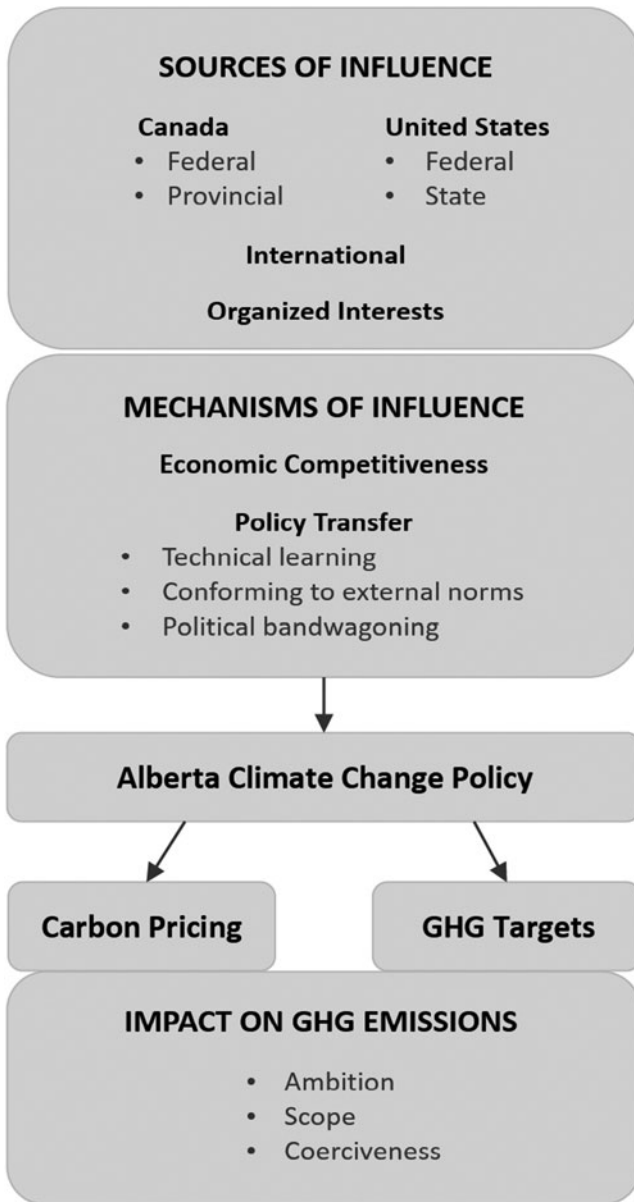 SOURCES OF INFLUENCE
Canada
• Federal
• Provincial
United States
• Federal
• State
International
Organized Interests
MECHANISMS OF INFLUENCE
Economic Competitiveness
Policy Transfer
• Technical learning
• Conforming to external norms
• Political bandwagoning
Alberta Climate Change Policy
Carbon Pricing
GHG Targets
IMPACT ON GHG EMISSIONS
• Ambition
• Scope
• Coerciveness